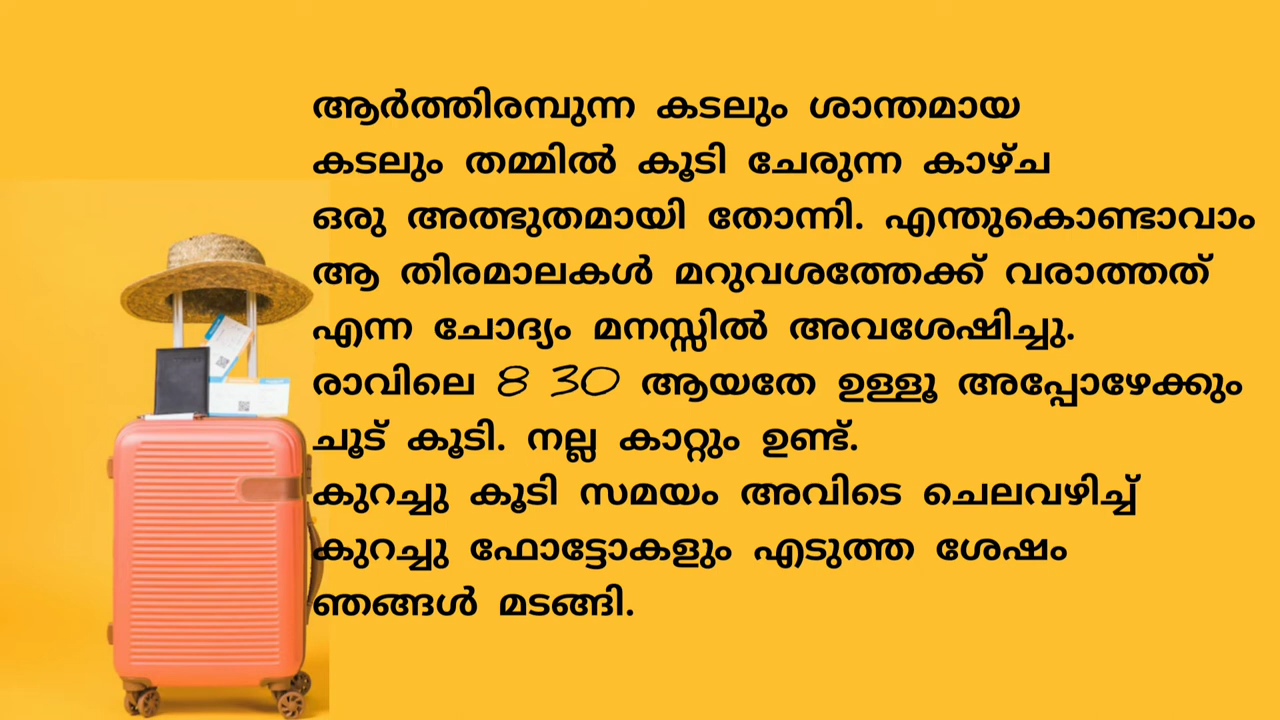 ആർത്തിരമ്പുന്ന കടലും ശാന്തമായ
കടലും തമ്മിൽ കൂടി ചേരുന്ന കാഴ്ച
ഒരു അത്ഭുതമായി തോന്നി. എന്തുകൊണ്ടാവാം
ആ തിരമാലകൾ മറുവശത്തേക്ക് വരാത്തത്
എന്ന ചോദ്യം മനസ്സിൽ അവശേഷിച്ചു.
രാവിലെ 8 30 ആയതേ ഉള്ളൂ അപ്പോഴേക്കും
ചൂട് കൂടി. നല്ല കാറ്റും ഉണ്ട്.
കുറച്ചു കൂടി സമയം അവിടെ ചെലവഴിച്ച്
കുറച്ചു ഫോട്ടോകളും എടുത്ത ശേഷം
ഞങ്ങൾ മടങ്ങി.